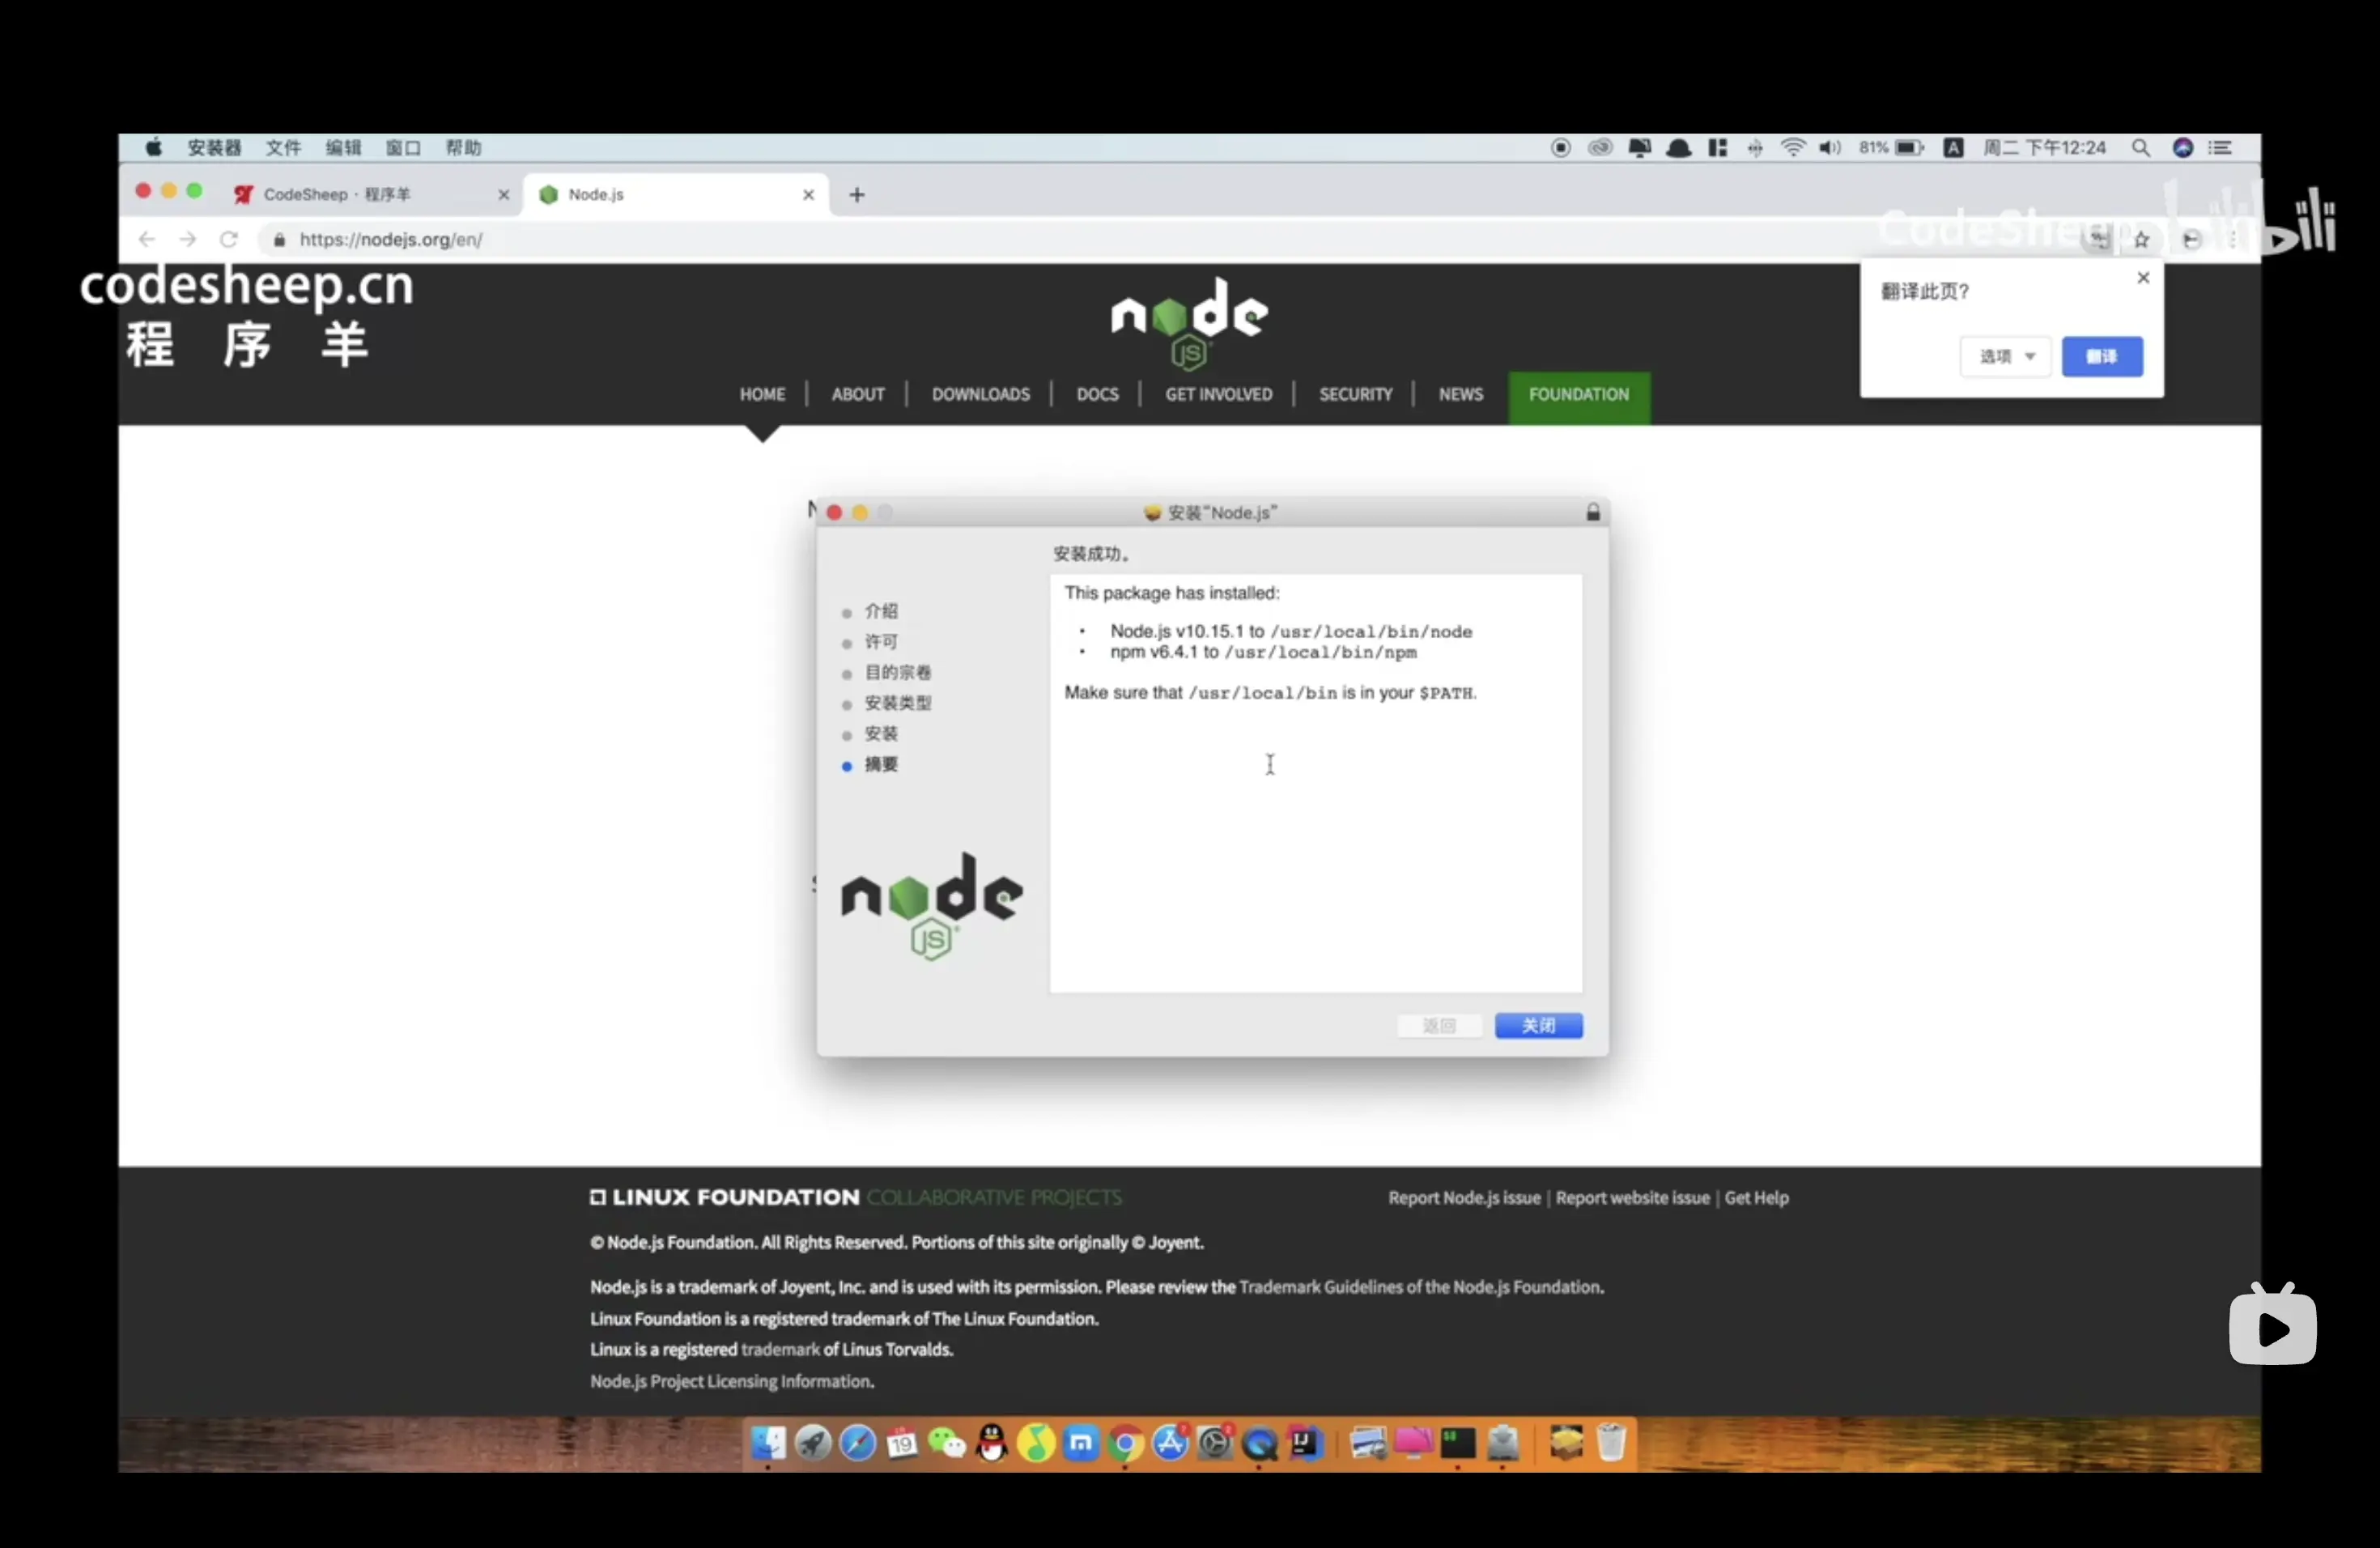 安装器 文件 编辑 窗口 帮助
81% A 周二 下午12:24
CodeSheep · 程序羊
Node.js
https://nodejs.org/en/
CodeSheep bilibili
codesheep.cn
程序羊
node
JS
翻译此页?
选项
翻译
HOME | ABOUT | DOWNLOADS | DOCS | GET INVOLVED | SECURITY | NEWS FOUNDATION
安装“Node.js”
安装成功。
介绍
许可
目的宗卷
安装类型
安装
摘要
This package has installed:
• Node.js v10.15.1 to /usr/local/bin/node
• npm v6.4.1 to /usr/local/bin/npm
Make sure that /usr/local/bin is in your $PATH.
node
JS
返回 关闭
LINUX FOUNDATION COLLABORATIVE PROJECTS
Report Node.js issue | Report website issue | Get Help
© Node.js Foundation. All Rights Reserved. Portions of this site originally © Joyent.
Node.js is a trademark of Joyent, Inc. and is used with its permission. Please review the Trademark Guidelines of the Node.js Foundation.
Linux Foundation is a registered trademark of The Linux Foundation.
Linux is a registered trademark of Linus Torvalds.
Node.js Project Licensing Information.
19
IJ